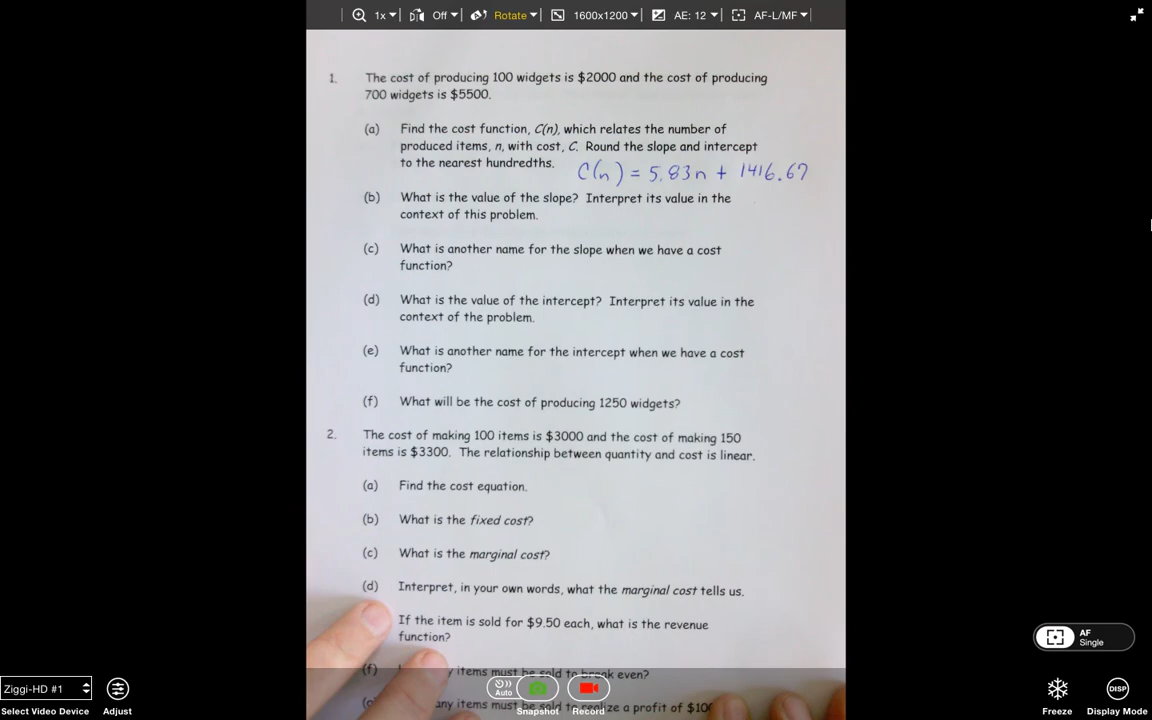 1x
Off
Rotate
1600x1200
AE: 12
AF-L/MF
1. The cost of producing 100 widgets is $2000 and the cost of producing
700 widgets is $5500.
(a) Find the cost function, C(n), which relates the number of
produced items, n, with cost, C. Round the slope and intercept
to the nearest hundredths. C(n) = 5.83n + 1416.67
(b) What is the value of the slope? Interpret its value in the
context of this problem.
(c) What is another name for the slope when we have a cost
function?
(d) What is the value of the intercept? Interpret its value in the
context of the problem.
(e) What is another name for the intercept when we have a cost
function?
(f) What will be the cost of producing 1250 widgets?
2. The cost of making 100 items is $3000 and the cost of making 150
items is $3300. The relationship between quantity and cost is linear.
(a) Find the cost equation.
(b) What is the fixed cost?
(c) What is the marginal cost?
(d) Interpret, in your own words, what the marginal cost tells us.
If the item is sold for $9.50 each, what is the revenue
function?
(f) items must be sold to break even?
any items must be sold to a profit of
AF
Single
Ziggi-HD #1
Select Video Device
Adjust
Auto
Snapshot
Record
Freeze
DISP
Display Mode